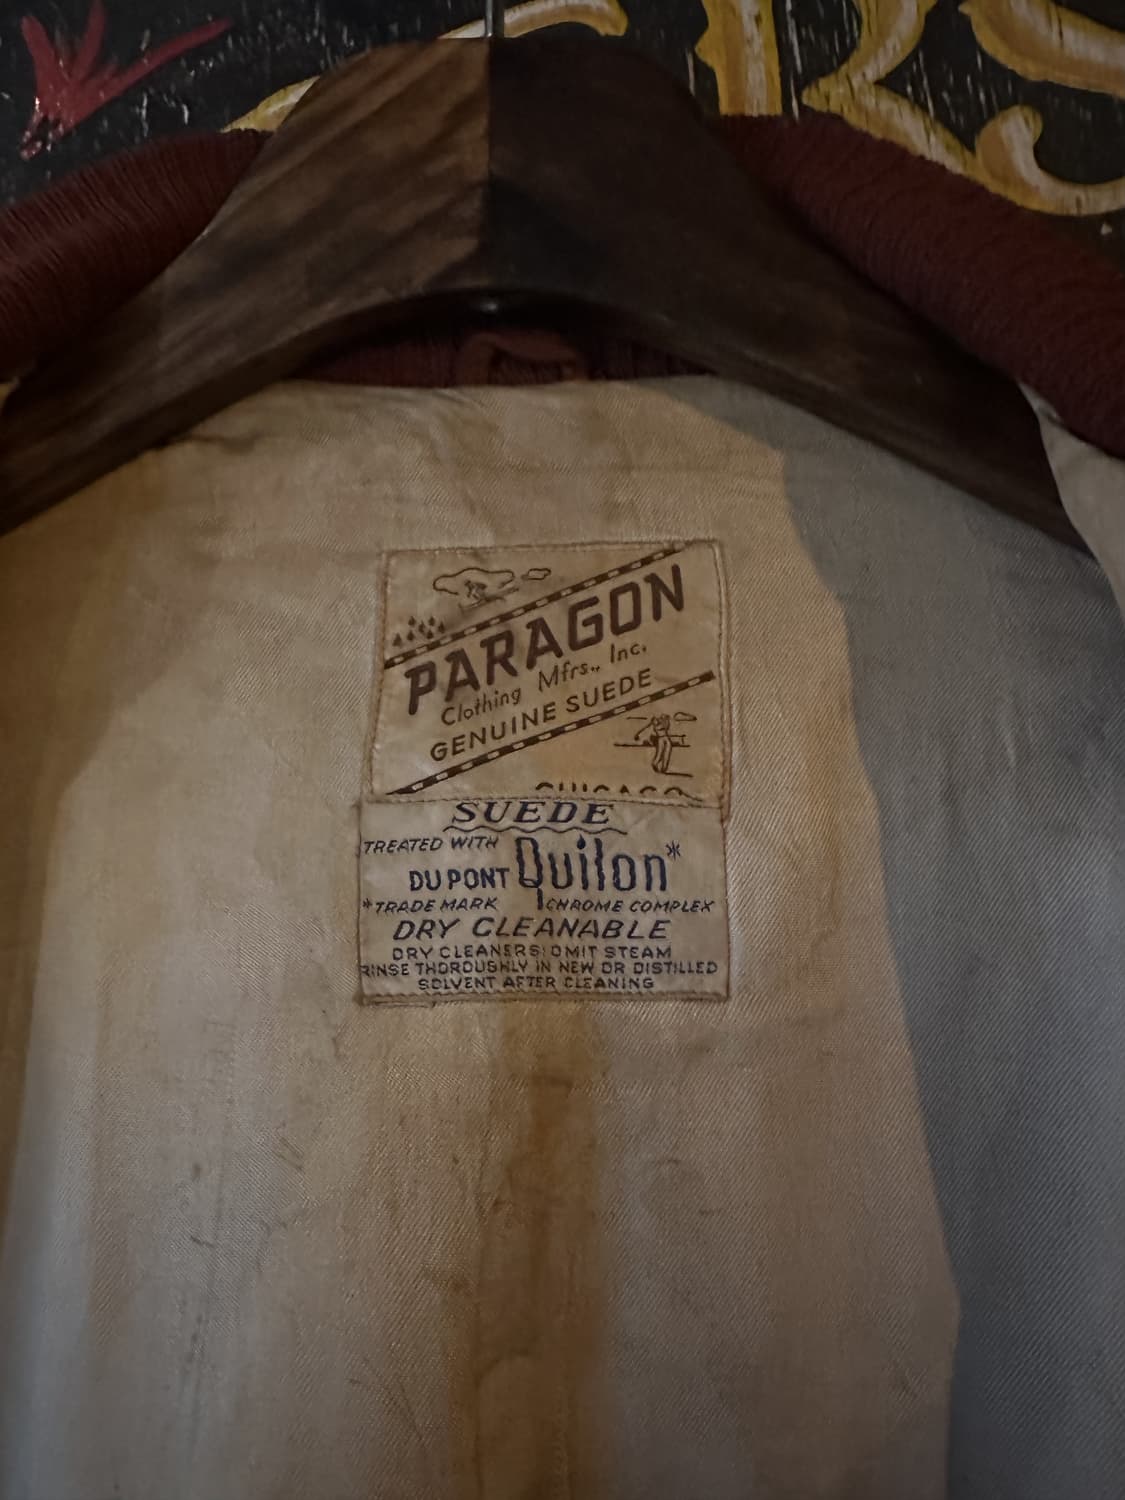 PARAGON
Clothing Mfrs., Inc.
GENUINE SUEDE
CHICAGO
SUEDE
TREATED WITH
DU PONT Quilon*
*TRADE MARK CHROME COMPLEX
DRY CLEANABLE
DRY CLEANERS: OMIT STEAM
RINSE THOROUGHLY IN NEW OR DISTILLED
SOLVENT AFTER CLEANING